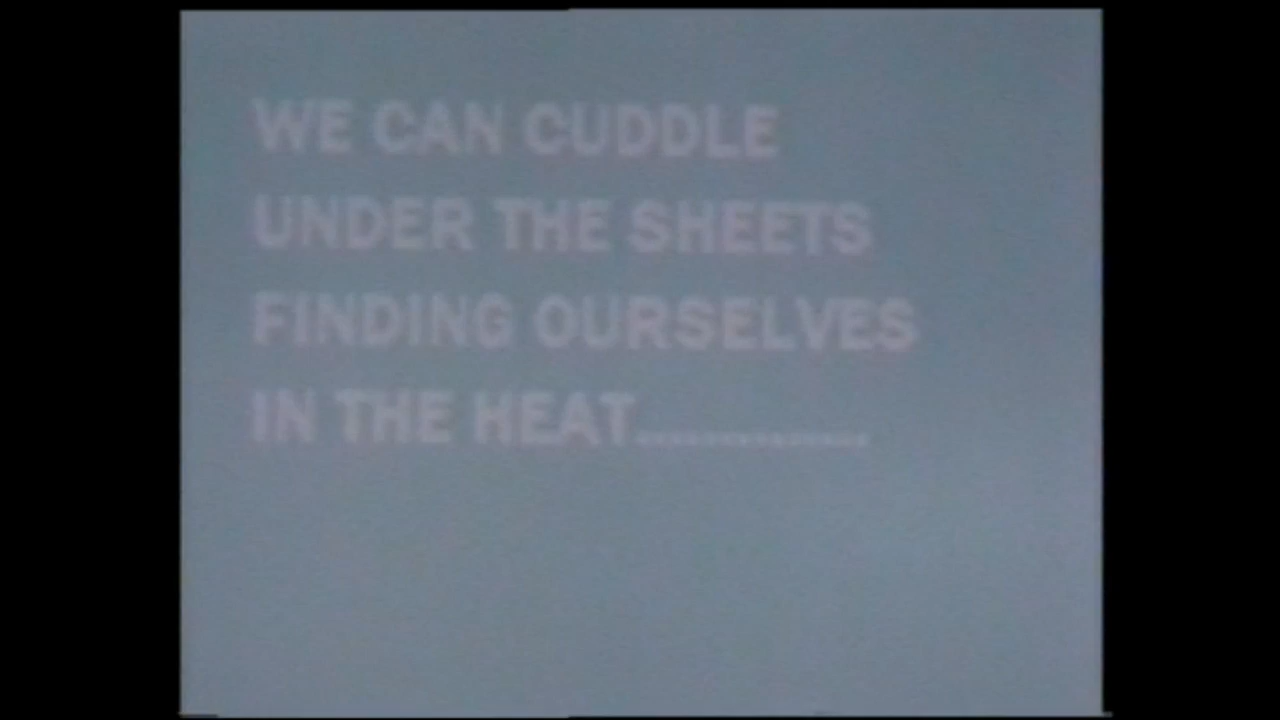 WE CAN CUDDLE
UNDER THE SHEETS
FINDING OURSELVES
IN THE HEAT..................